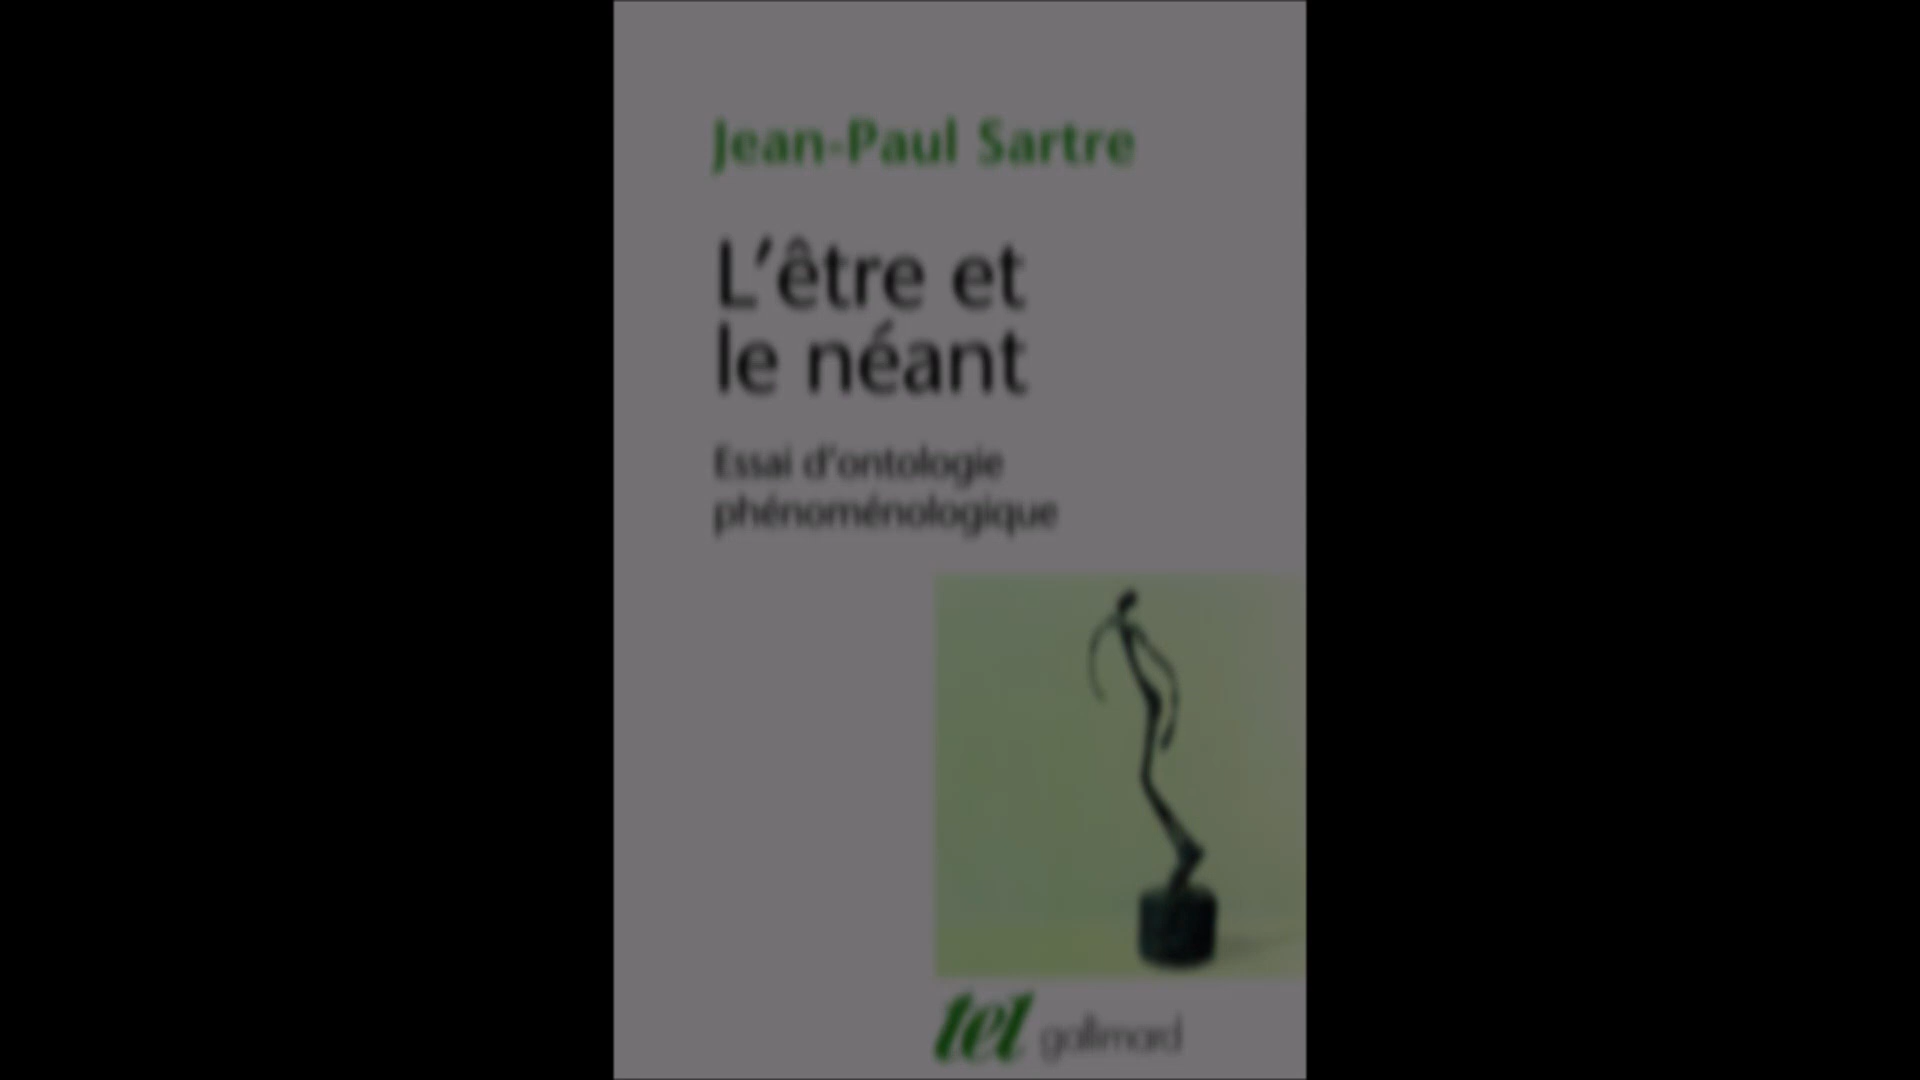 Jean-Paul Sartre
L'être et
le néant
Essai d'ontologie
phénoménologique
tel gallimard